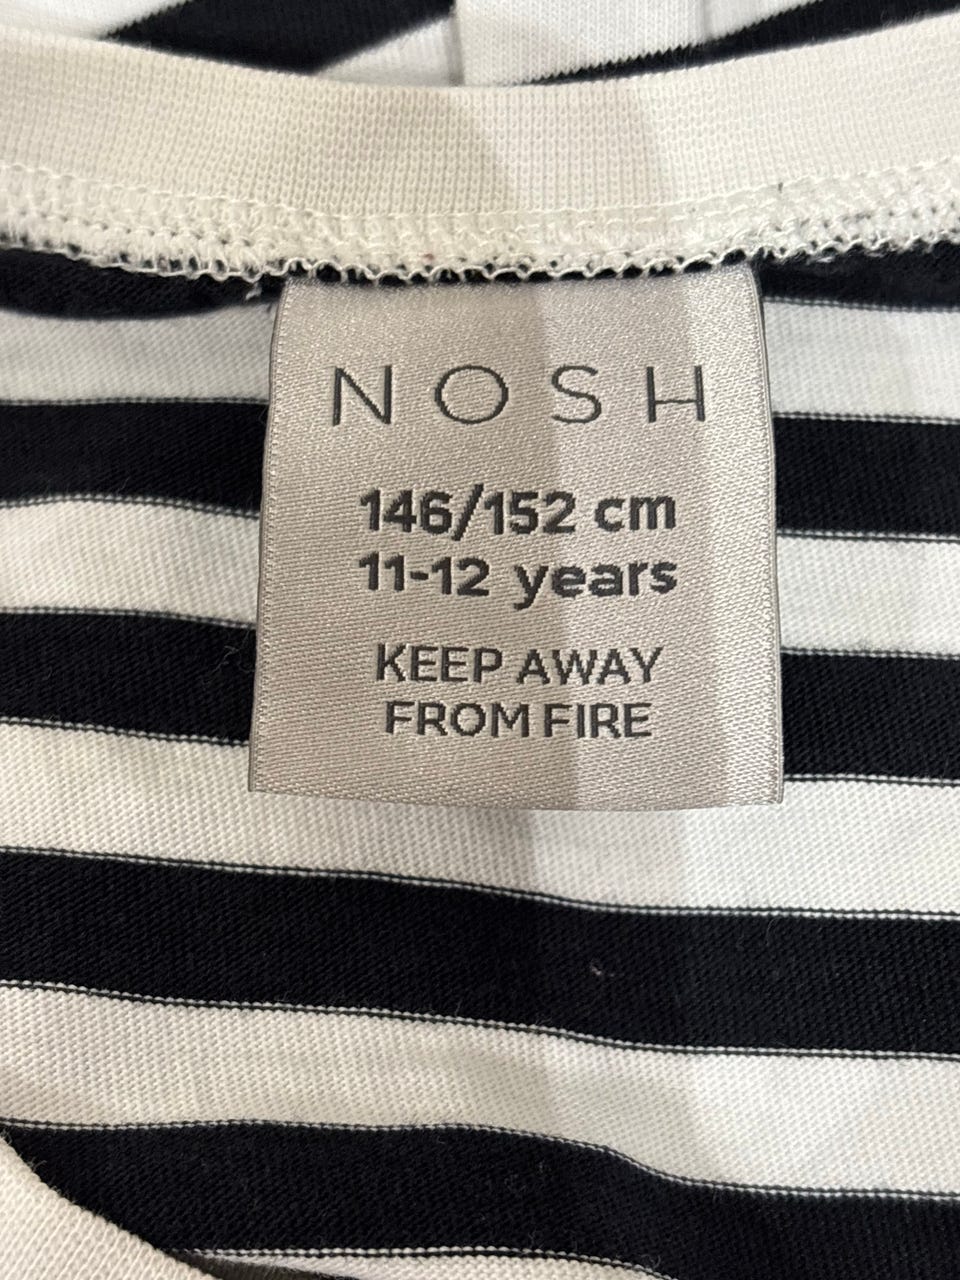 NOSH
146/152 cm
11-12 years
KEEP AWAY
FROM FIRE